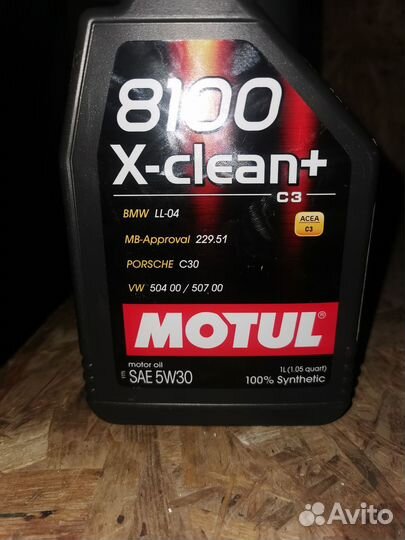 8100
X-clean+
C3
BMW LL-04
ACEA
C3
MB-Approval 229.51
PORSCHE C30
VW 504 00 / 507 00
MOTUL
motor oil
SAE 5W30
1L (1.05 quart)
100% Synthetic
Avito